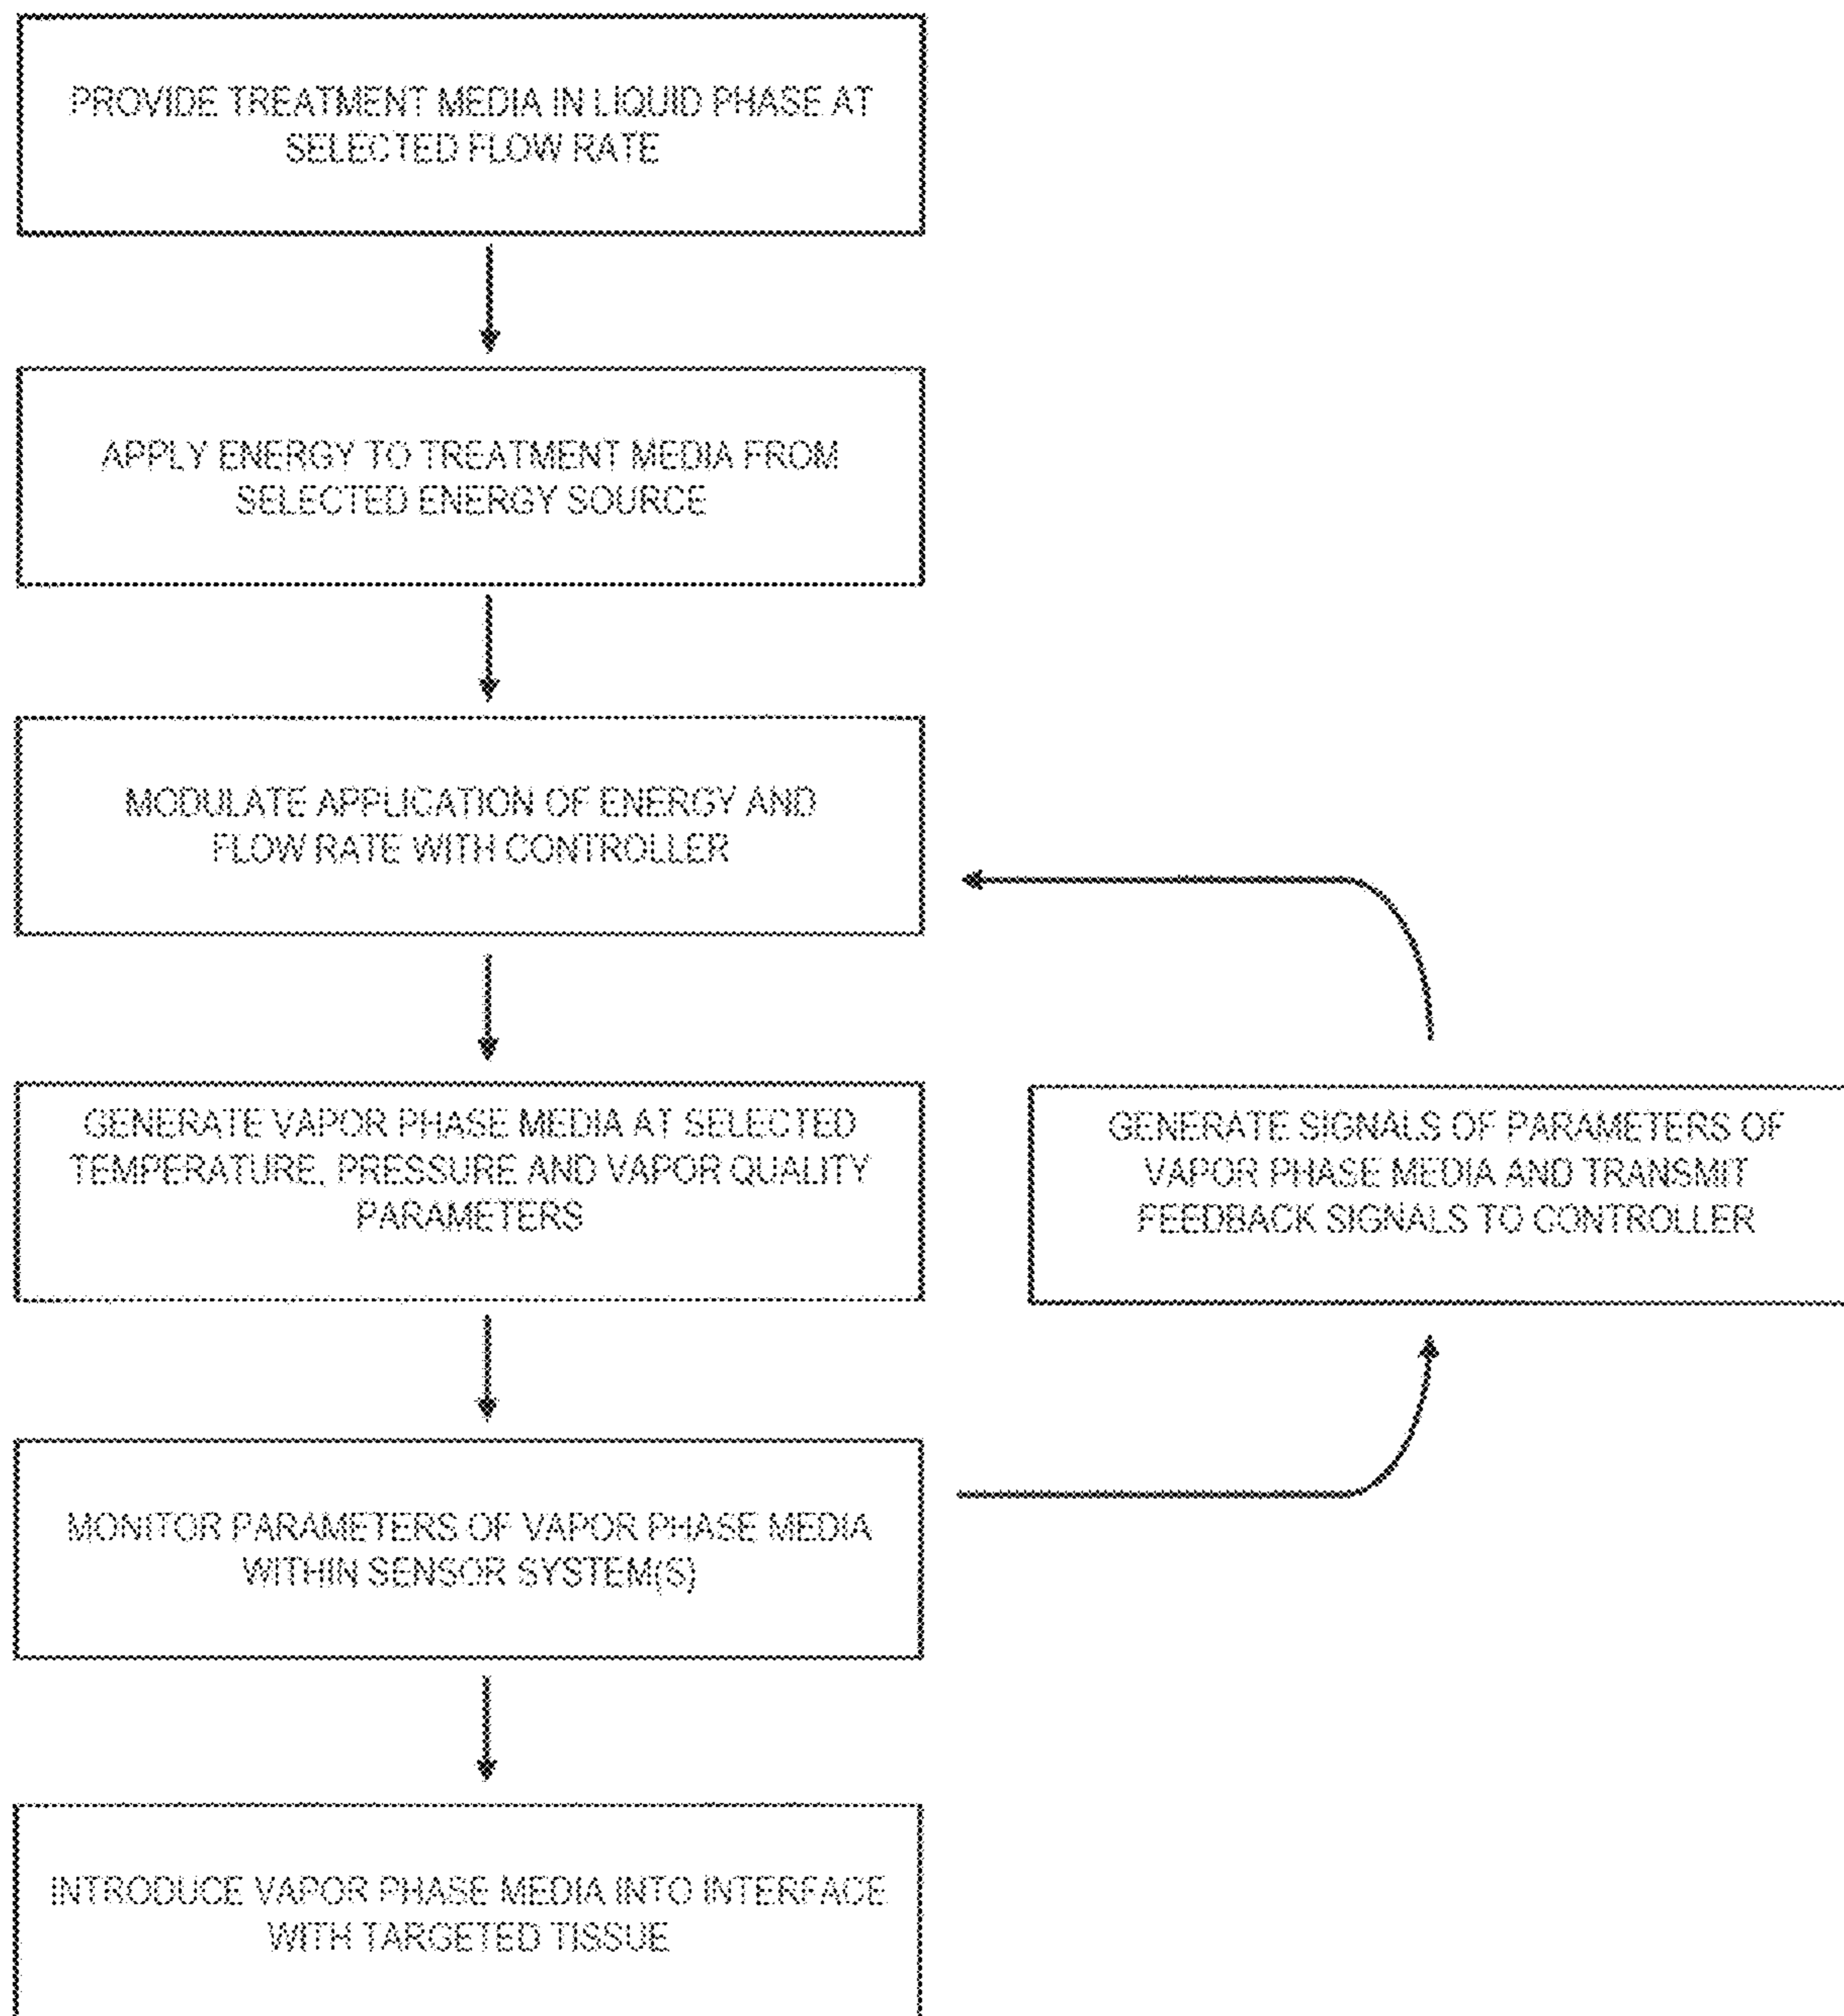 PROVIDE TREATMENT MEDIA IN LIQUID PHASE AT
SELECTED FLOW RATE
APPLY ENERGY TO TREATMENT MEDIA FROM
SELECTED ENERGY SOURCE
MODULATE APPLICATION OF ENERGY AND
FLOW RATE WITH CONTROLLER
GENERATE VAPOR PHASE MEDIA AT SELECTED
TEMPERATURE, PRESSURE AND VAPOR QUALITY
PARAMETERS
GENERATE SIGNALS OF PARAMETERS OF
VAPOR PHASE MEDIA AND TRANSMIT
FEEDBACK SIGNALS TO CONTROLLER
MONITOR PARAMETERS OF VAPOR PHASE MEDIA
WITHIN SENSOR SYSTEM(S)
INTRODUCE VAPOR PHASE MEDIA INTO INTERFACE
WITH TARGETED TISSUE